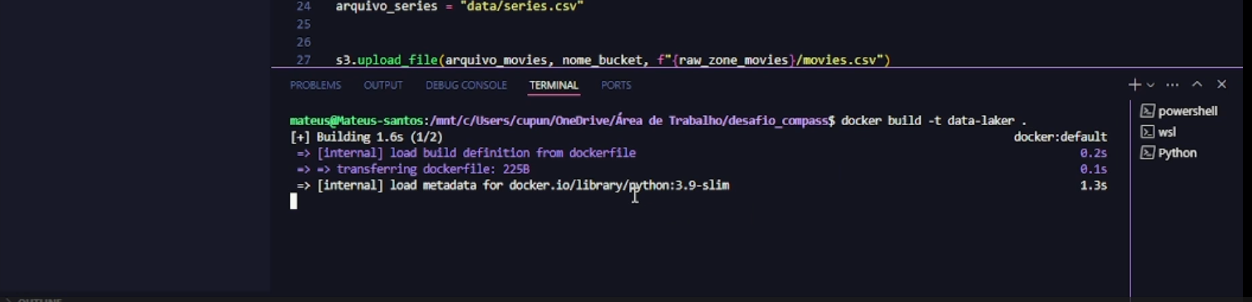 24 arquivo_series = "data/series.csv"
25
26
27 s3.upload_file(arquivo_movies, nome_bucket, f"{raw_zone_movies}/movies.csv")
PROBLEMS OUTPUT DEBUG CONSOLE TERMINAL PORTS
mateus@Mateus-santos:/mnt/c/Users/cupun/OneDrive/Área de Trabalho/desafio_compass$ docker build -t data-laker .
[+] Building 1.6s (1/2) docker:default
=> [internal] load build definition from dockerfile 0.2s
=> => transferring dockerfile: 225B 0.1s
=> [internal] load metadata for docker.io/library/python:3.9-slim 1.3s
powershell
wsl
Python
OUTLINE